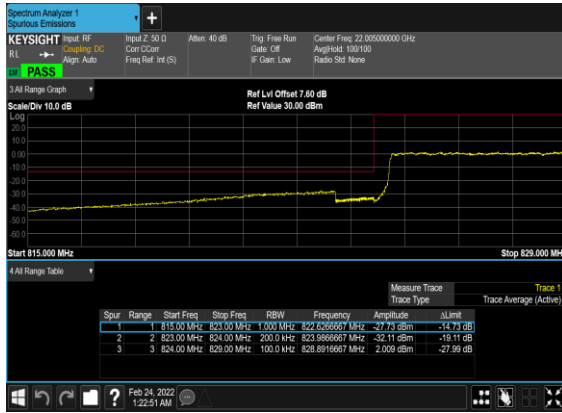 Spectrum Analyzer 1
Spurious Emissions
+
KEYSIGHT Input: RF Input Z: 50 Ω Atten: 40 dB Trig: Free Run Center Freq: 22.005000000 GHz
RL Coupling: DC Corr CCorr Gate: Off Avg|Hold: 100/100
Align: Auto Freq Ref: Int (S) IF Gain: Low Radio Std: None
LV PASS
3 All Range Graph
Ref Lvl Offset 7.60 dB
Scale/Div 10.0 dB Ref Value 30.00 dBm
Log
20.0
10.0
0.00
-10.0
-20.0
-30.0
-40.0
-50.0
-60.0
Start 815.000 MHz Stop 829.000 MH
4 All Range Table
Measure Trace Trace 1
Trace Type Trace Average (Active)
Spur Range Start Freq Stop Freq RBW Frequency Amplitude ΔLimit
1 1 815.00 MHz 823.00 MHz 1.000 MHz 822.6266667 MHz -27.73 dBm -14.73 dB
2 2 823.00 MHz 824.00 MHz 200.0 kHz 823.9866667 MHz -32.11 dBm -19.11 dB
3 3 824.00 MHz 829.00 MHz 100.0 kHz 828.8916667 MHz 2.009 dBm -27.99 dB
? Feb 24, 2022
1:22:51 AM